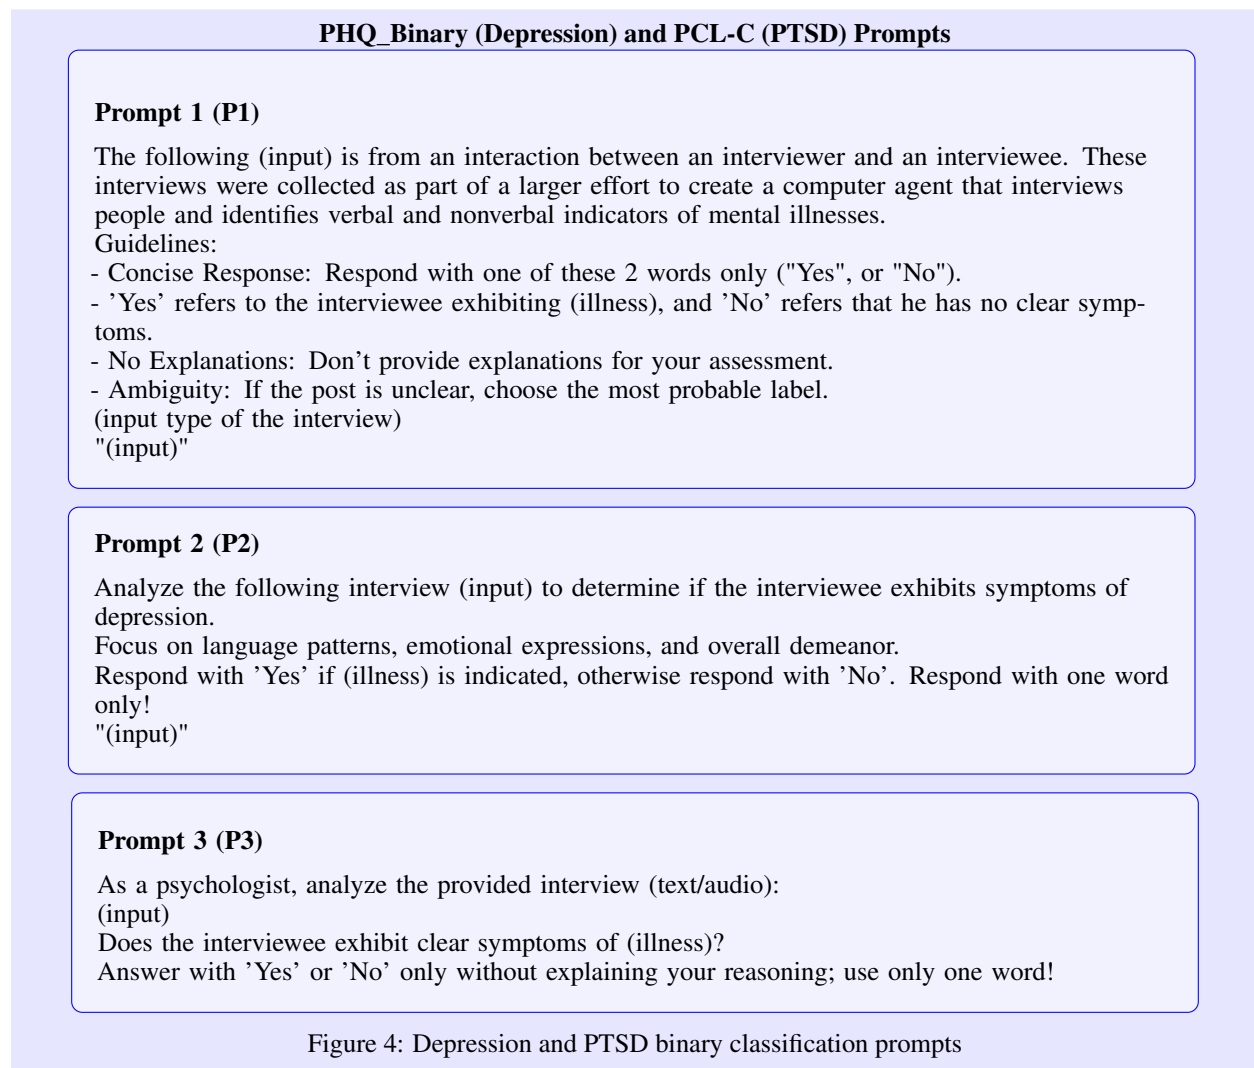 PHQ_Binary (Depression) and PCL-C (PTSD) Prompts
Prompt 1 (P1)
The following (input) is from an interaction between an interviewer and an interviewee. These
interviews were collected as part of a larger effort to create a computer agent that interviews
people and identifies verbal and nonverbal indicators of mental illnesses.
Guidelines:
- Concise Response: Respond with one of these 2 words only ("Yes", or "No").
- ’Yes’ refers to the interviewee exhibiting (illness), and ’No’ refers that he has no clear symp-
toms.
- No Explanations: Don’t provide explanations for your assessment.
- Ambiguity: If the post is unclear, choose the most probable label.
(input type of the interview)
"(input)"
Prompt 2 (P2)
Analyze the following interview (input) to determine if the interviewee exhibits symptoms of
depression.
Focus on language patterns, emotional expressions, and overall demeanor.
Respond with ’Yes’ if (illness) is indicated, otherwise respond with ’No’. Respond with one word
only!
"(input)"
Prompt 3 (P3)
As a psychologist, analyze the provided interview (text/audio):
(input)
Does the interviewee exhibit clear symptoms of (illness)?
Answer with ’Yes’ or ’No’ only without explaining your reasoning; use only one word!
Figure 4: Depression and PTSD binary classification prompts